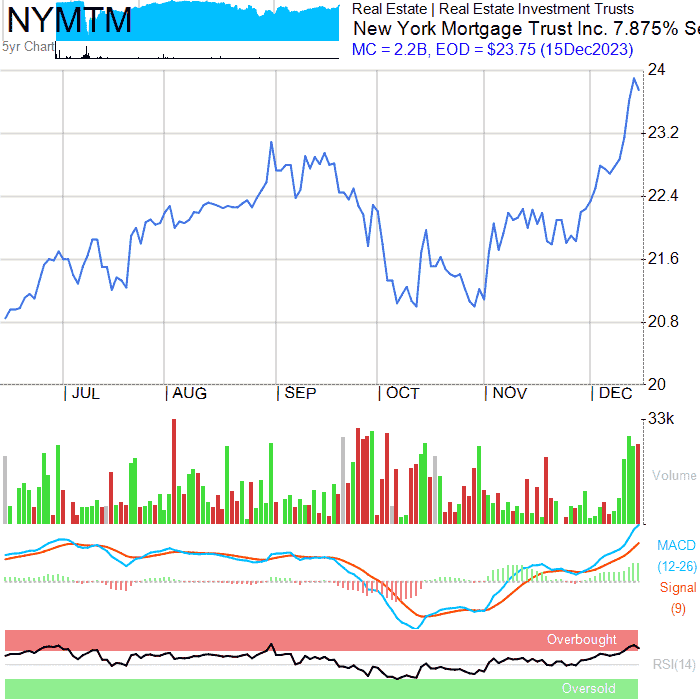 NYMTM
5yr Chart
Real Estate | Real Estate Investment Trusts
New York Mortgage Trust Inc. 7.875% Se
MC = 2.2B, EOD = $23.75 (15Dec2023)
24
23.2
22.4
21.6
20.8
20
| JUL | AUG | SEP | OCT | NOV | DEC
33k
Volume
MACD
(12-26)
Signal
(9)
Overbought
RSI(14)
Oversold